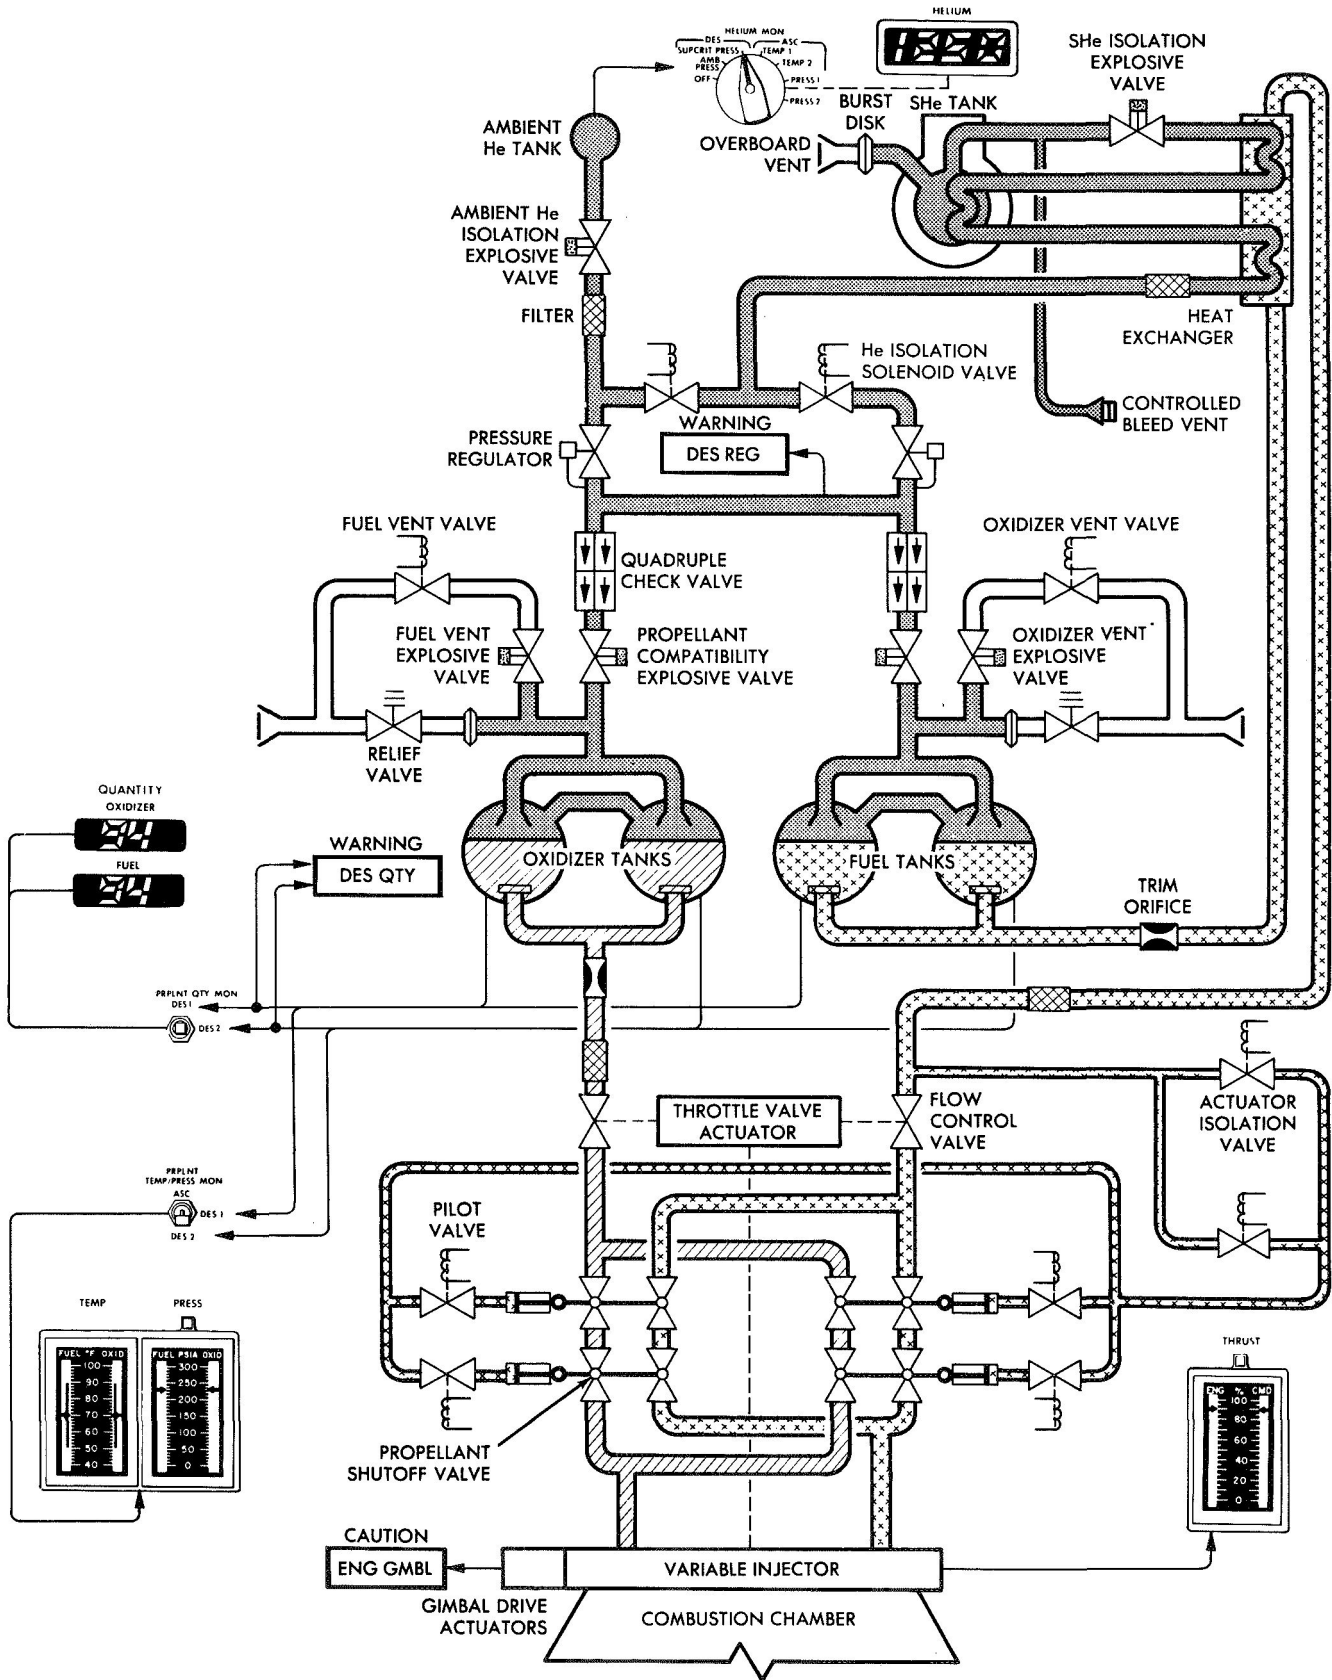 HELIUM
HELIUM MON
DES
ASC
SUPCRIT PRESS
TEMP 1
AMB
PRESS
TEMP 2
OFF
PRESS 1
PRESS 2
SHe ISOLATION
EXPLOSIVE
VALVE
BURST
DISK
SHe TANK
OVERBOARD
VENT
AMBIENT
He TANK
AMBIENT He
ISOLATION
EXPLOSIVE
VALVE
FILTER
HEAT
EXCHANGER
He ISOLATION
SOLENOID VALVE
CONTROLLED
BLEED VENT
PRESSURE
REGULATOR
WARNING
DES REG
FUEL VENT VALVE
OXIDIZER VENT VALVE
QUADRUPLE
CHECK VALVE
FUEL VENT
EXPLOSIVE
VALVE
PROPELLANT
COMPATIBILITY
EXPLOSIVE VALVE
OXIDIZER VENT
EXPLOSIVE
VALVE
RELIEF
VALVE
QUANTITY
OXIDIZER
94
FUEL
94
WARNING
DES QTY
OXIDIZER TANKS
FUEL TANKS
TRIM
ORIFICE
PRPLNT QTY MON
DES 1
DES 2
THROTTLE VALVE
ACTUATOR
FLOW
CONTROL
VALVE
ACTUATOR
ISOLATION
VALVE
PRPLNT
TEMP/PRESS MON
ASC
DES 1
DES 2
PILOT
VALVE
TEMP
PRESS
FUEL °F OXID
100
90
80
70
60
50
40
FUEL PSIA OXID
300
250
200
150
100
50
0
THRUST
ENG % CMD
100
80
60
40
20
0
PROPELLANT
SHUTOFF VALVE
CAUTION
ENG GMBL
VARIABLE INJECTOR
GIMBAL DRIVE
ACTUATORS
COMBUSTION CHAMBER